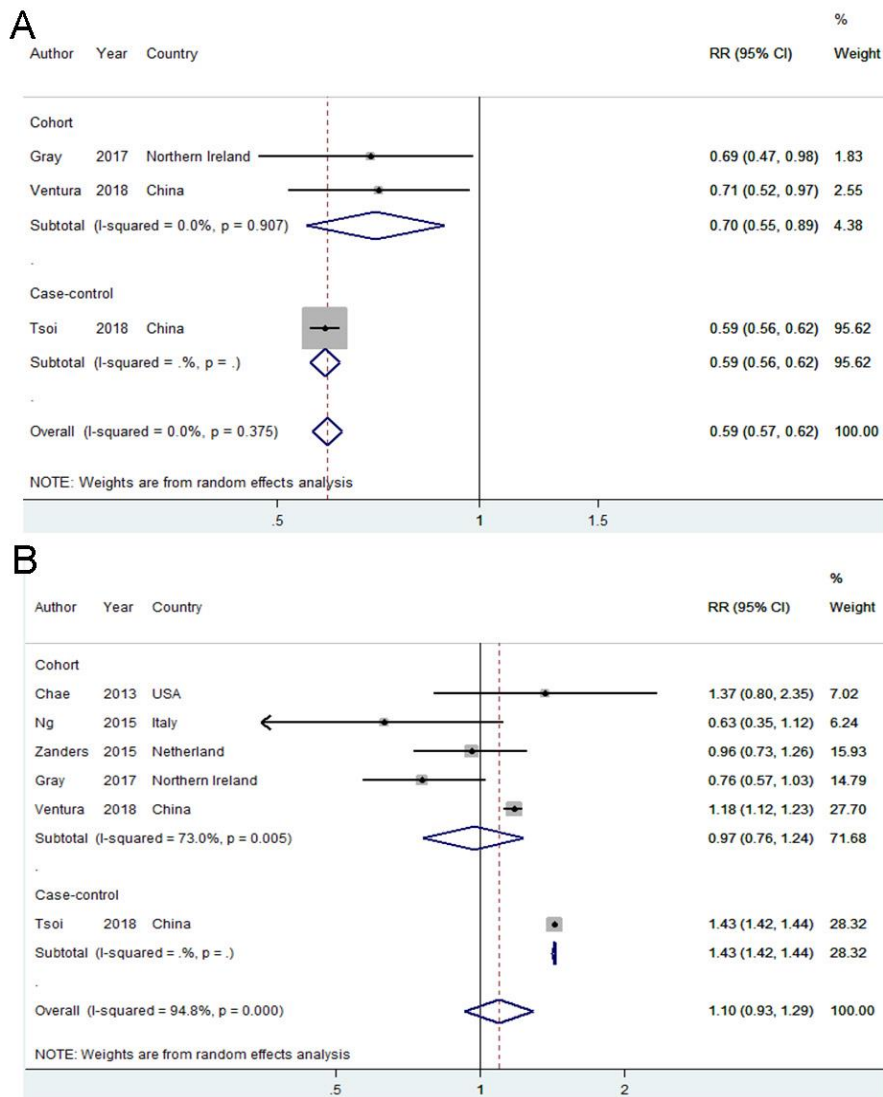 A
%
Author Year Country RR (95% CI) Weight
Cohort
Gray 2017 Northern Ireland 0.69 (0.47, 0.98) 1.83
Ventura 2018 China 0.71 (0.52, 0.97) 2.55
Subtotal (I-squared = 0.0%, p = 0.907) 0.70 (0.55, 0.89) 4.38
.
Case-control
Tsoi 2018 China 0.59 (0.56, 0.62) 95.62
Subtotal (I-squared = .%, p = .) 0.59 (0.56, 0.62) 95.62
.
Overall (I-squared = 0.0%, p = 0.375) 0.59 (0.57, 0.62) 100.00
NOTE: Weights are from random effects analysis
.5 1 1.5
B
%
Author Year Country RR (95% CI) Weight
Cohort
Chae 2013 USA 1.37 (0.80, 2.35) 7.02
Ng 2015 Italy 0.63 (0.35, 1.12) 6.24
Zanders 2015 Netherland 0.96 (0.73, 1.26) 15.93
Gray 2017 Northern Ireland 0.76 (0.57, 1.03) 14.79
Ventura 2018 China 1.18 (1.12, 1.23) 27.70
Subtotal (I-squared = 73.0%, p = 0.005) 0.97 (0.76, 1.24) 71.68
.
Case-control
Tsoi 2018 China 1.43 (1.42, 1.44) 28.32
Subtotal (I-squared = .%, p = .) 1.43 (1.42, 1.44) 28.32
.
Overall (I-squared = 94.8%, p = 0.000) 1.10 (0.93, 1.29) 100.00
NOTE: Weights are from random effects analysis
.5 1 2